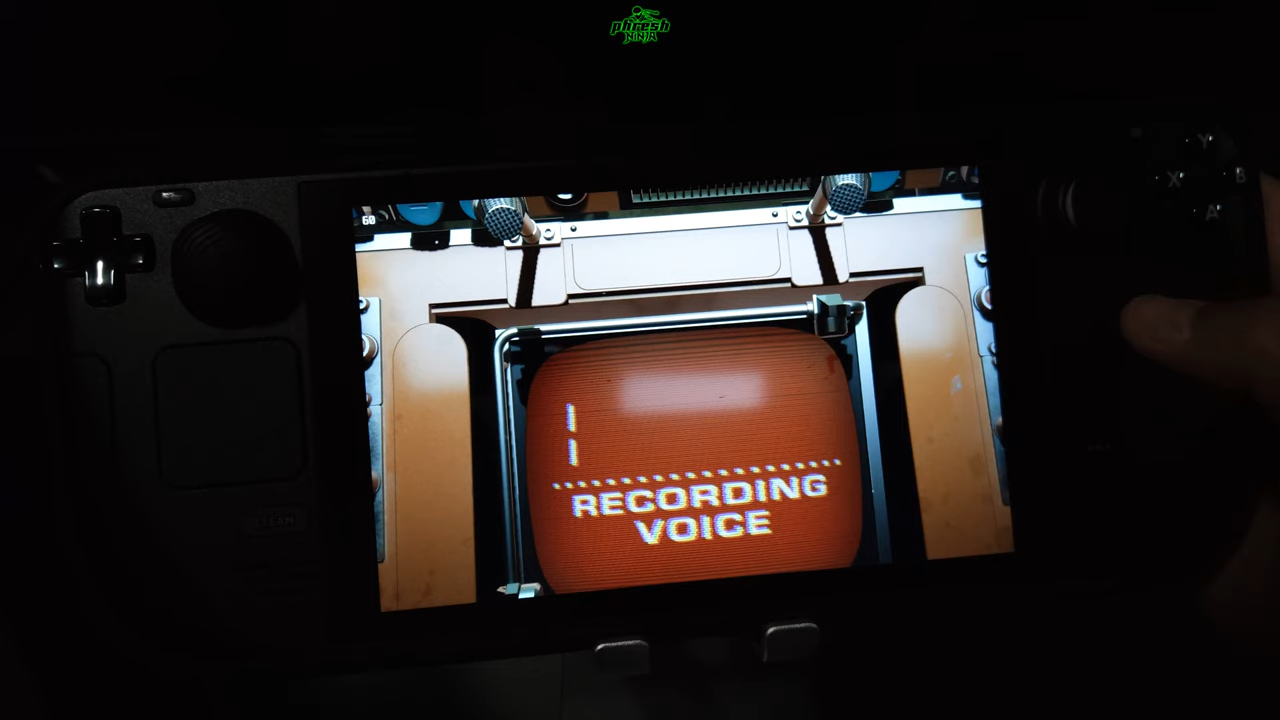 phresh
NINJA
60
Y
X
B
A
STEAM
RECORDING
VOICE